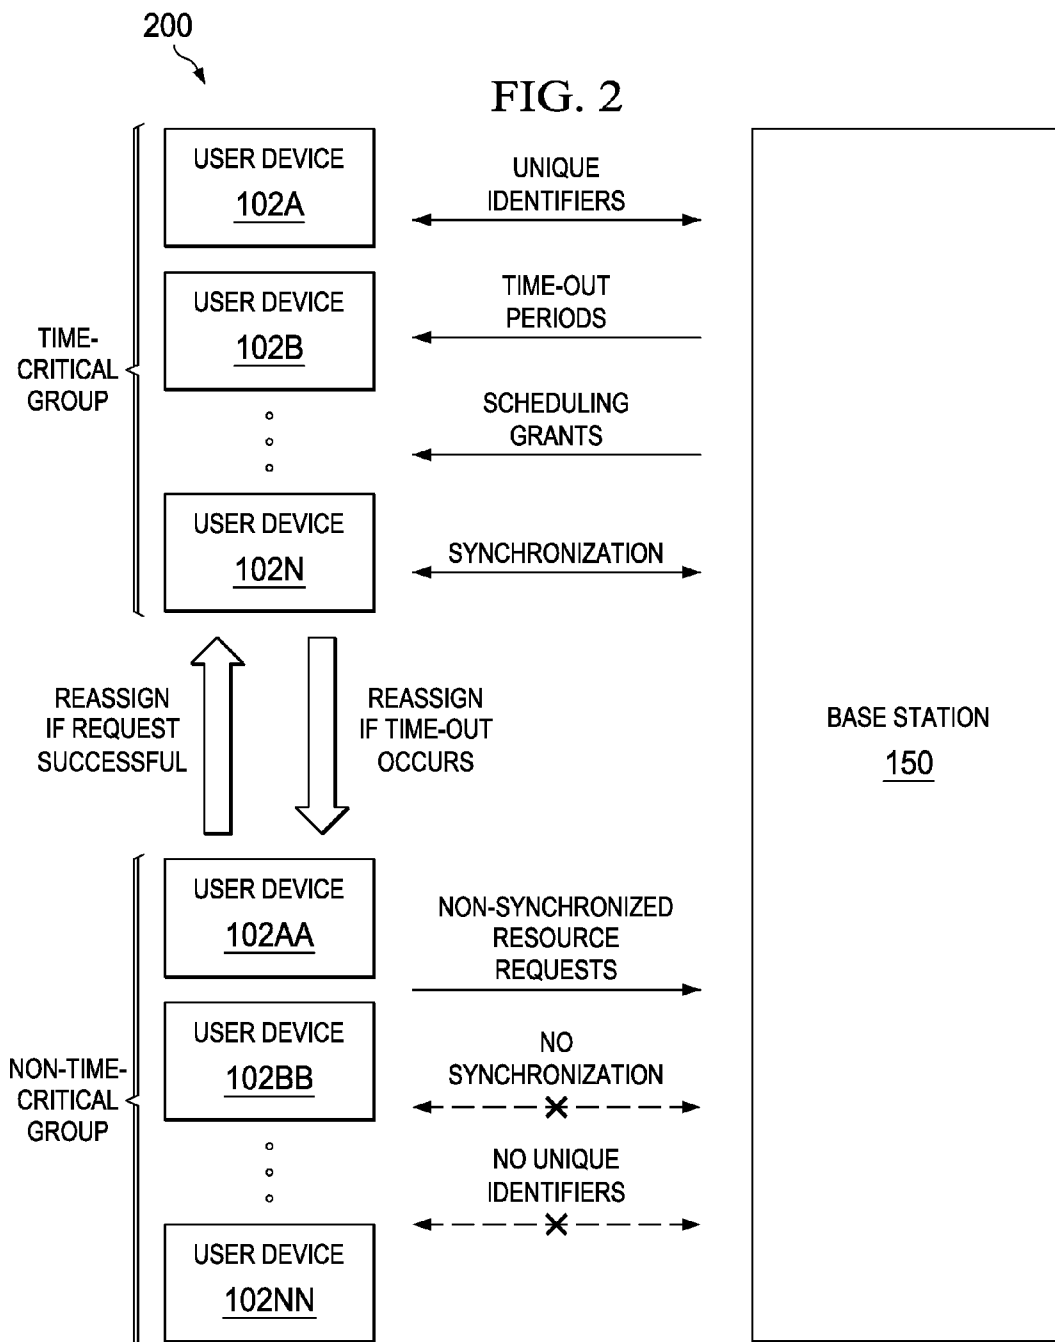 200
FIG. 2
USER DEVICE
102A
UNIQUE
IDENTIFIERS
USER DEVICE
102B
TIME-OUT
PERIODS
TIME-
CRITICAL
GROUP
SCHEDULING
GRANTS
USER DEVICE
102N
SYNCHRONIZATION
REASSIGN
IF REQUEST
SUCCESSFUL
REASSIGN
IF TIME-OUT
OCCURS
BASE STATION
150
USER DEVICE
102AA
NON-SYNCHRONIZED
RESOURCE
REQUESTS
USER DEVICE
102BB
NO
SYNCHRONIZATION
NON-TIME-
CRITICAL
GROUP
NO UNIQUE
IDENTIFIERS
USER DEVICE
102NN